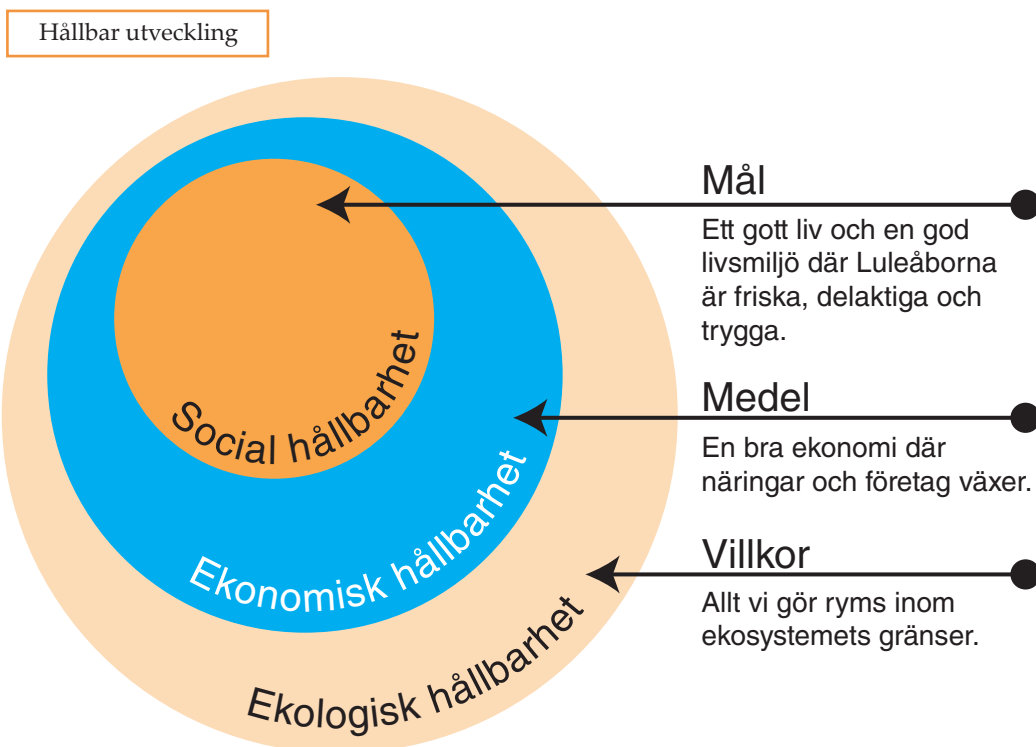 Hållbar utveckling
Mål
Ett gott liv och en god
livsmiljö där Luleåborna
är friska, delaktiga och
trygga.
Medel
En bra ekonomi där
näringar och företag växer.
Villkor
Allt vi gör ryms inom
ekosystemets gränser.
Social hållbarhet
Ekonomisk hållbarhet
Ekologisk hållbarhet